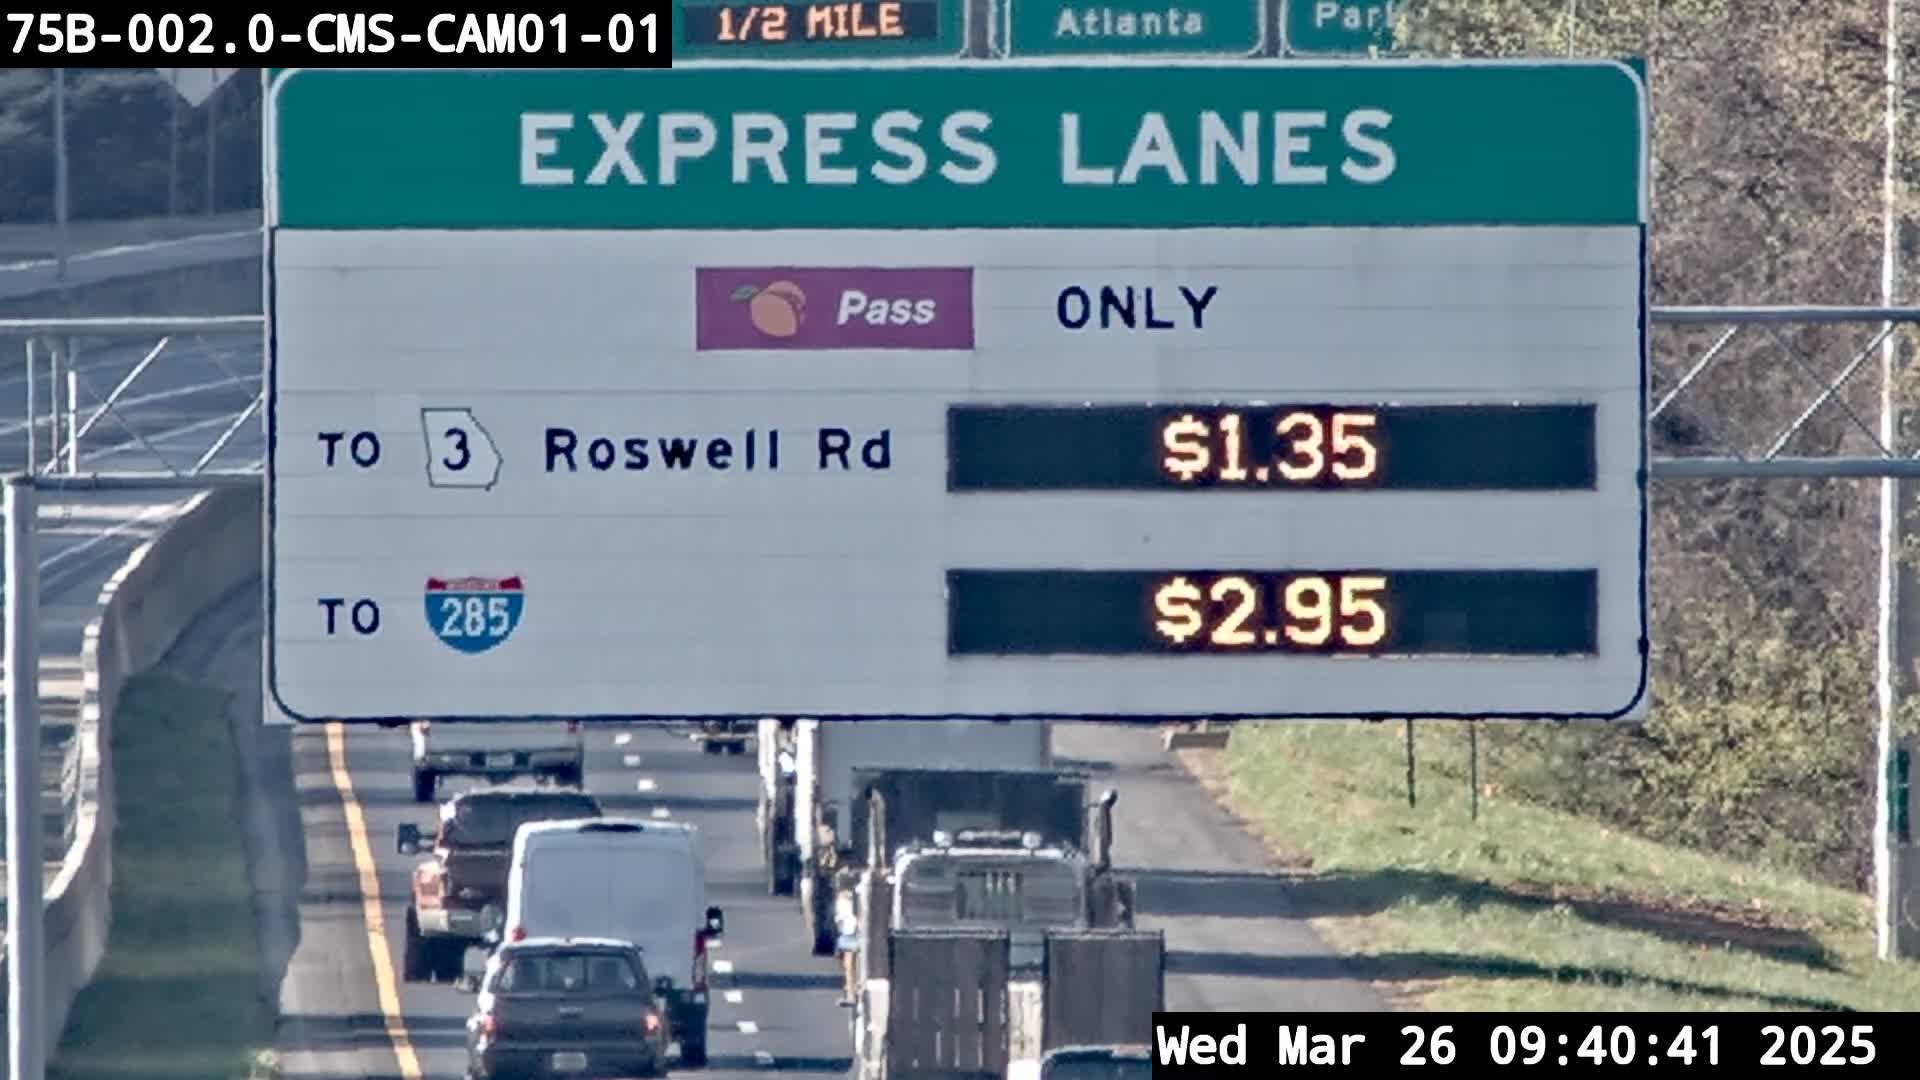 75B-002.0-CMS-CAM01-01
1/2 MILE
Atlanta
EXPRESS LANES
Pass ONLY
TO 3 Roswell Rd $1.35
TO 285 $2.95
Wed Mar 26 09:40:41 2025